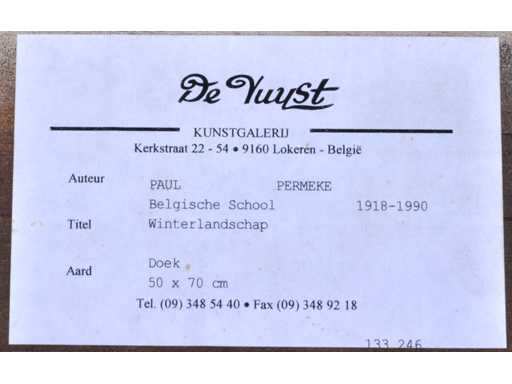 De Vuyst
KUNSTGALERIJ
Kerkstraat 22 - 54 • 9160 Lokeren - België
Auteur PAUL PERMEKE
Belgische School 1918-1990
Titel Winterlandschap
Aard Doek
50 x 70 cm
Tel. (09) 348 54 40 • Fax (09) 348 92 18
133 246